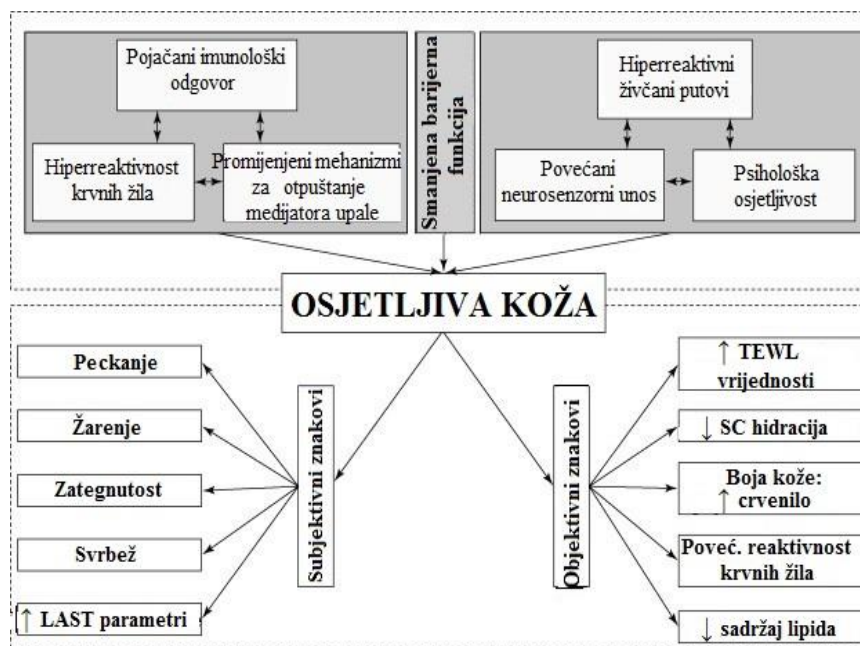 Pojačani imunološki
odgovor
Hiperreaktivnost
krvnih žila
Promijenjeni mehanizmi
za otpuštanje
medijatora upale
Smanjena barijerna
funkcija
Hiperreaktivni
živčani putovi
Povećani
neurosenzorni unos
Psihološka
osjetljivost
OSJETLJIVA KOŽA
Subjektivni znakovi
Peckanje
Žarenje
Zategnutost
Svrbež
↑ LAST parametri
Objektivni znakovi
↑ TEWL
vrijednosti
↓ SC hidracija
Boja kože:
↑ crvenilo
Poveć. reaktivnost
krvnih žila
↓ sadržaj lipida